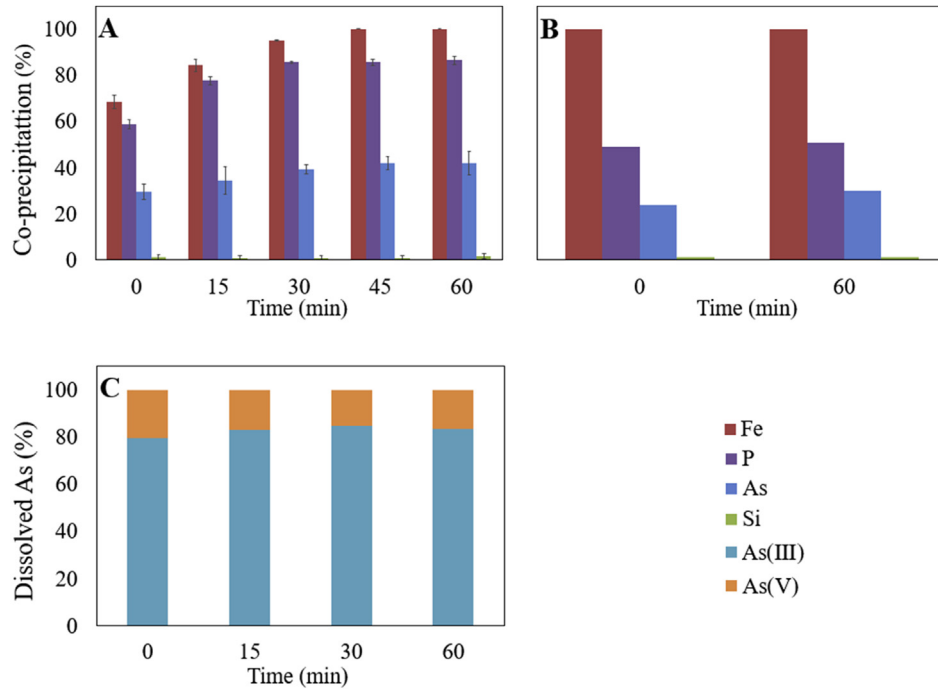 A
Co-precipitattion (%)
100
80
60
40
20
0
0 15 30 45 60
Time (min)
B
0 60
Time (min)
C
Dissolved As (%)
100
80
60
40
20
0
0 15 30 60
Time (min)
Fe
P
As
Si
As(III)
As(V)